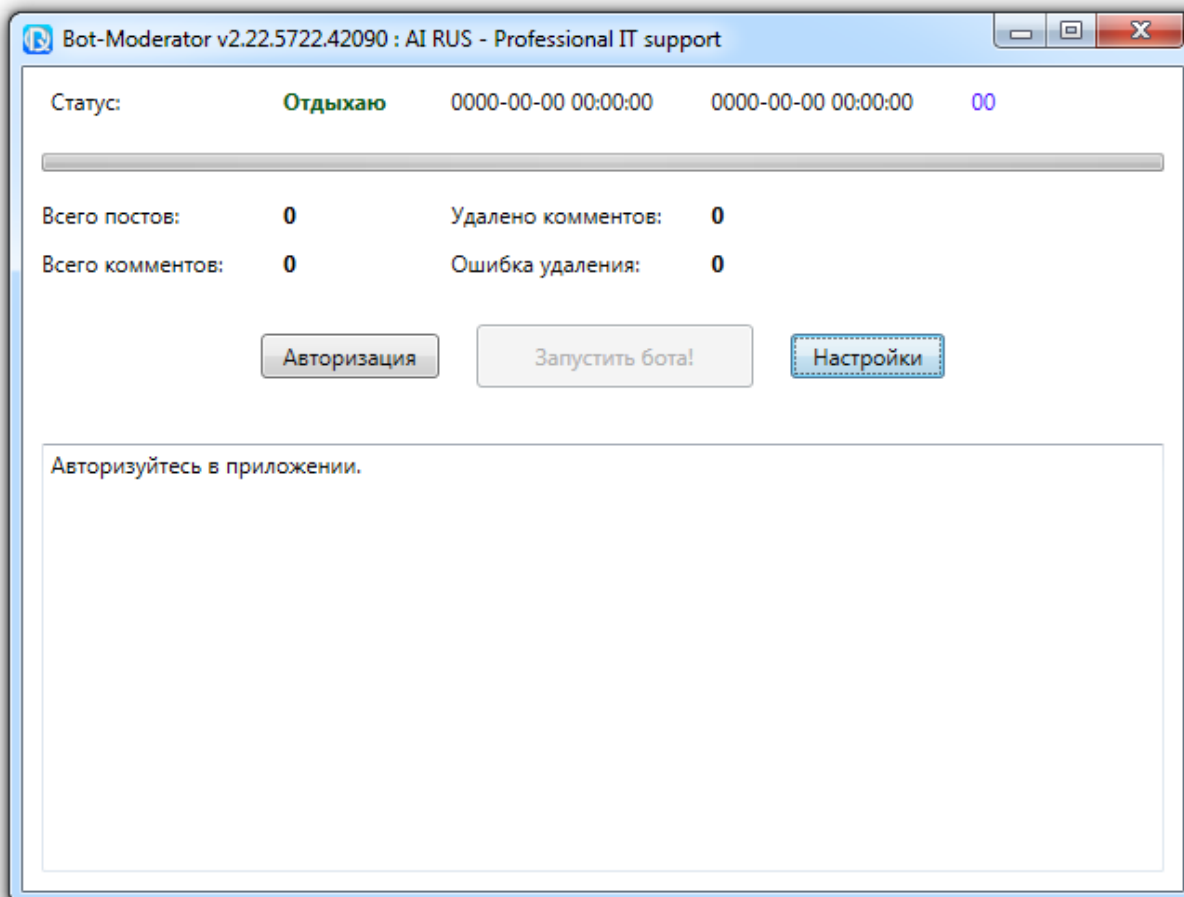 Bot-Moderator v2.22.5722.42090 : AI RUS - Professional IT support
Статус: Отдыхаю 0000-00-00 00:00:00 0000-00-00 00:00:00 00
Всего постов: 0 Удалено комментов: 0
Всего комментов: 0 Ошибка удаления: 0
Авторизация Запустить бота! Настройки
Авторизуйтесь в приложении.